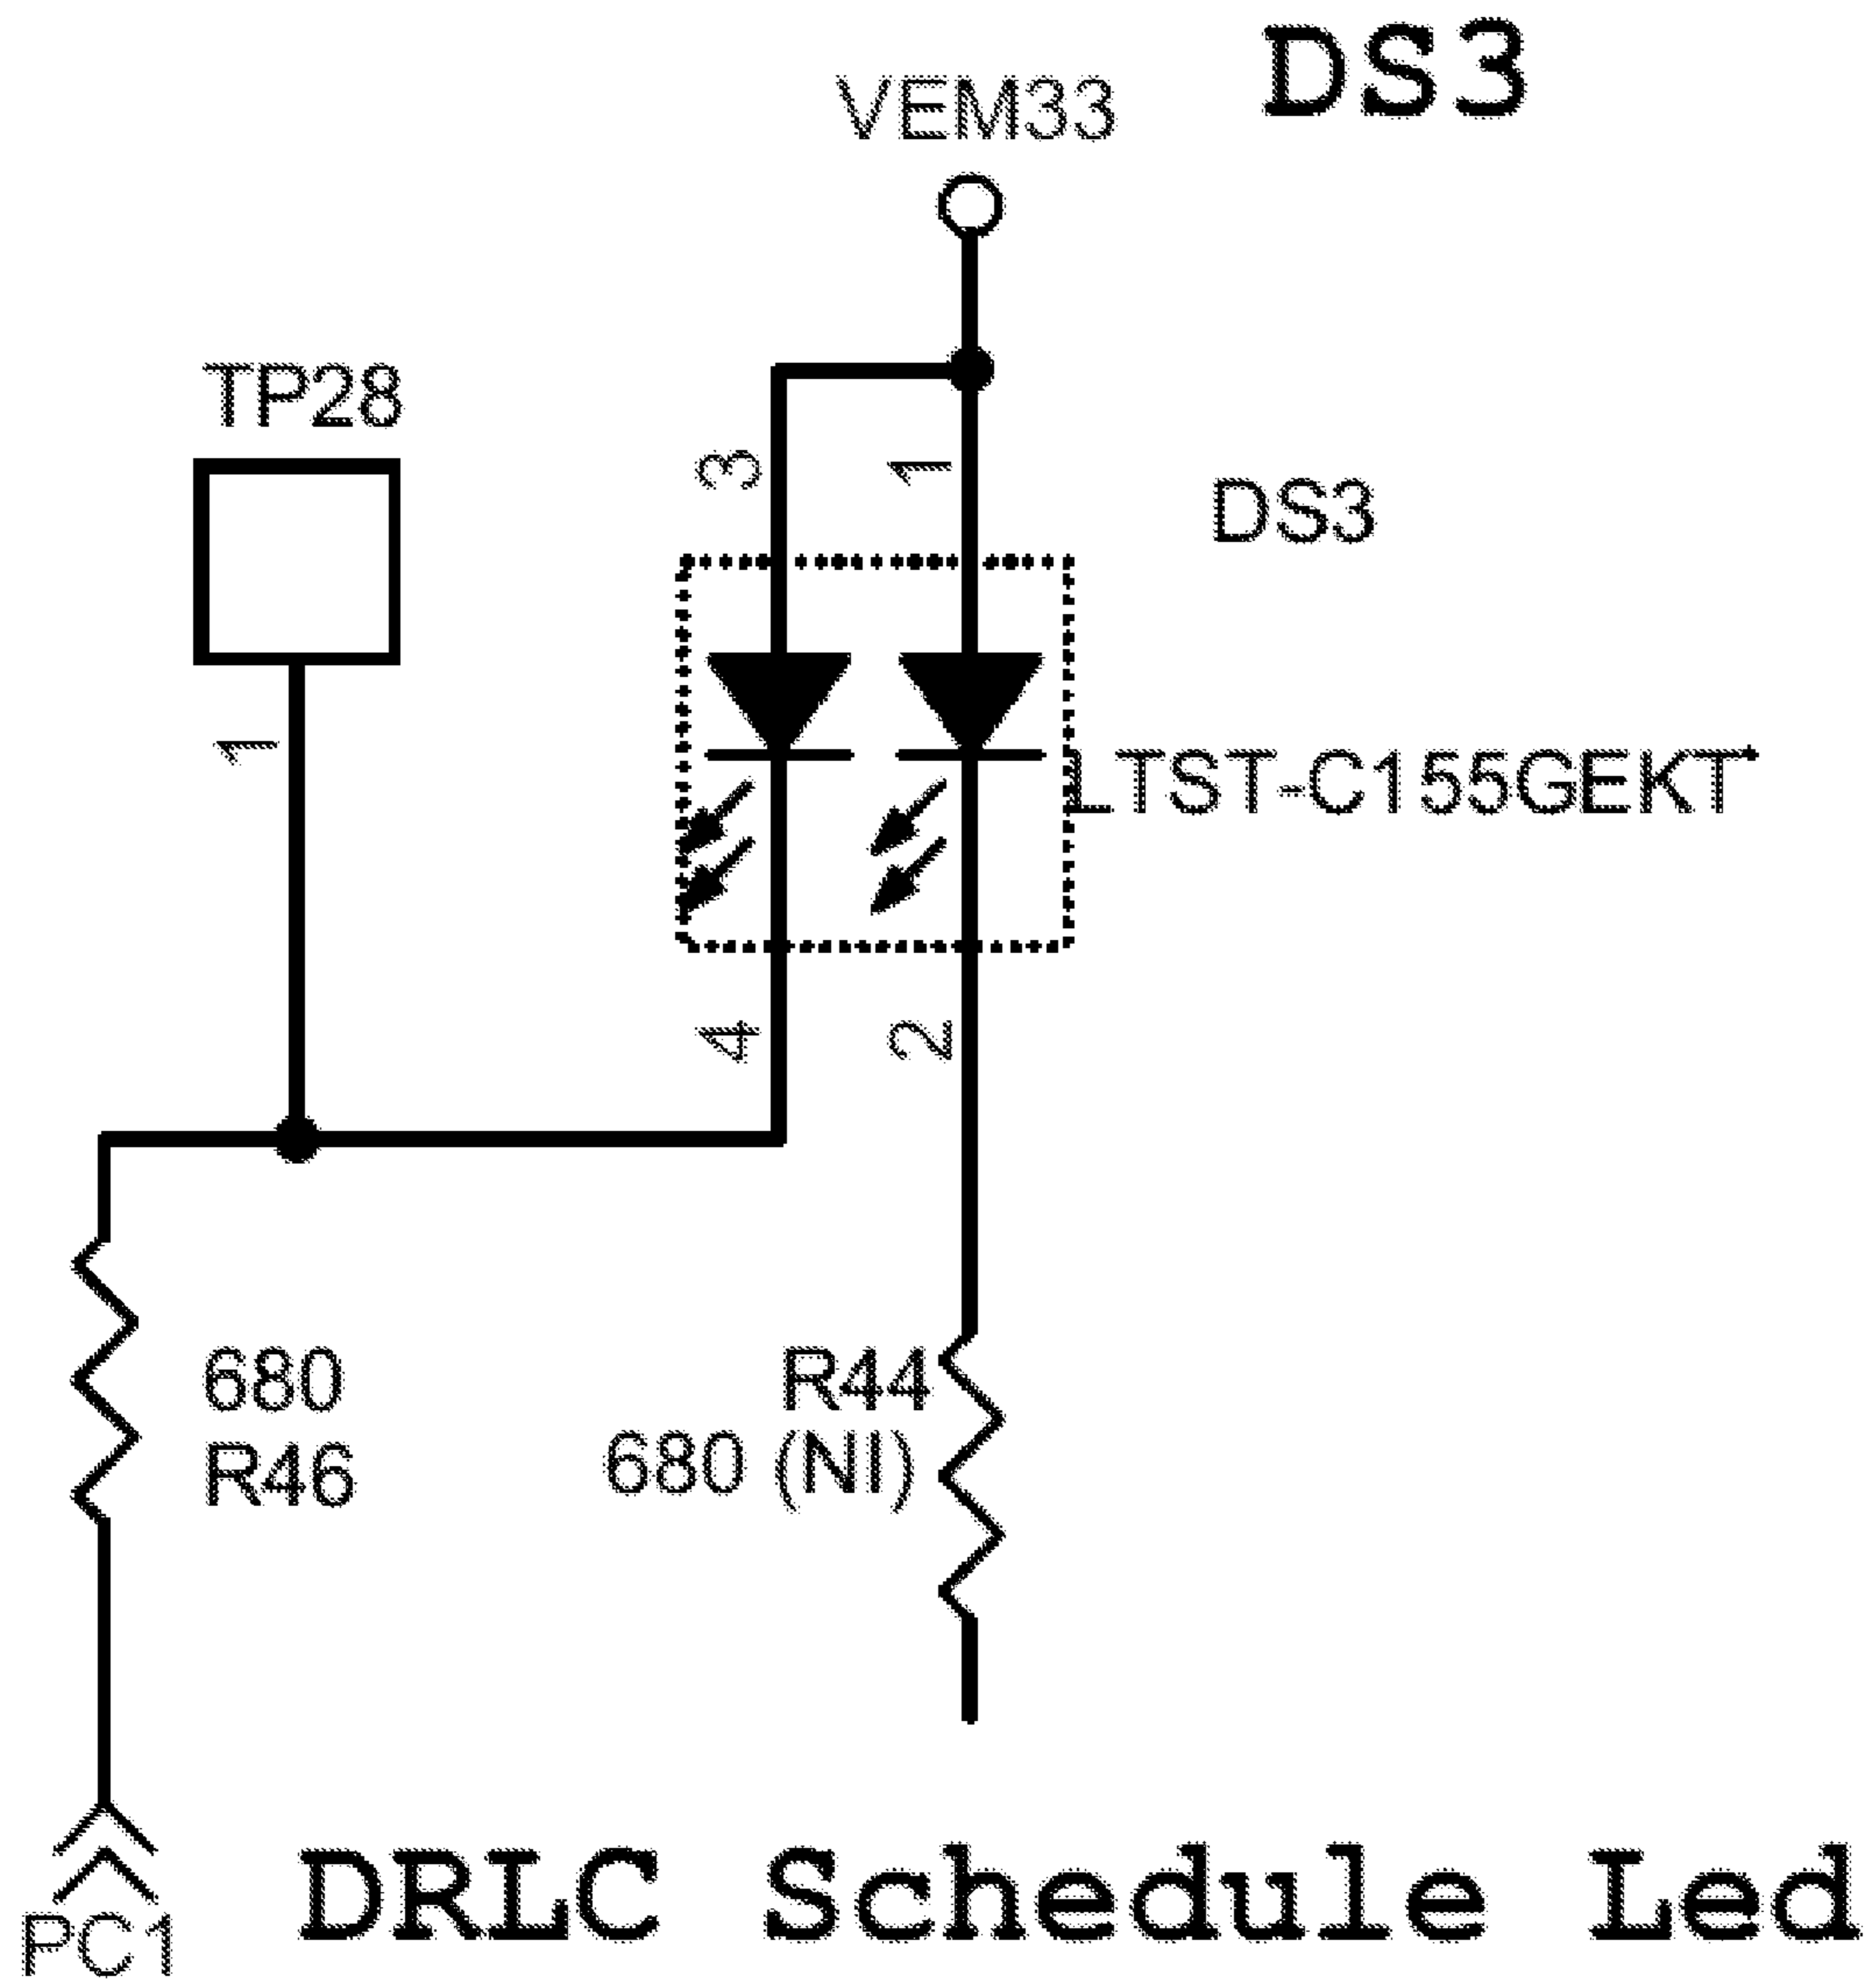 DS3
VEM33
TP28
3
1
DS3
1
LTST-C155GEKT
4
2
680
R46
R44
680 (NI)
PC1
DRLC Schedule Led